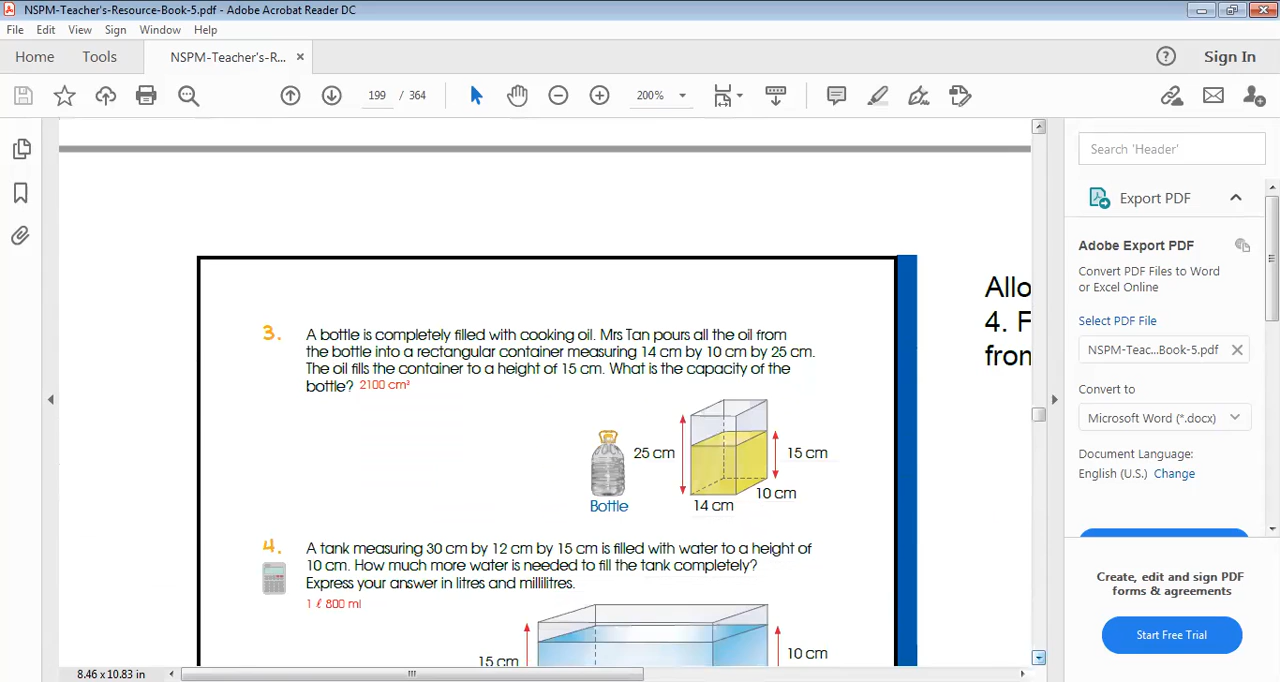 NSPM-Teacher's-Resource-Book-5.pdf - Adobe Acrobat Reader DC
File Edit View Sign Window Help
Home Tools NSPM-Teacher's-R... × Sign In
199 / 364 200%
Search 'Header'
Export PDF
Adobe Export PDF
Convert PDF Files to Word
or Excel Online
Select PDF File
NSPM-Teac...Book-5.pdf
Convert to
Microsoft Word (*.docx)
Document Language:
English (U.S.) Change
Create, edit and sign PDF
forms & agreements
Start Free Trial
Allo
4. F
from
3. A bottle is completely filled with cooking oil. Mrs Tan pours all the oil from
the bottle into a rectangular container measuring 14 cm by 10 cm by 25 cm.
The oil fills the container to a height of 15 cm. What is the capacity of the
bottle? 2100 cm³
25 cm
15 cm
10 cm
14 cm
Bottle
4. A tank measuring 30 cm by 12 cm by 15 cm is filled with water to a height of
10 cm. How much more water is needed to fill the tank completely?
Express your answer in litres and millilitres.
1 ℓ 800 ml
15 cm
10 cm
8.46 x 10.83 in